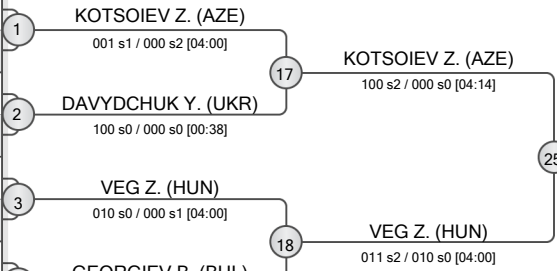 KOTSOIEV Z. (AZE)
1
001 s1 / 000 s2 [04:00]
17
KOTSOIEV Z. (AZE)
100 s2 / 000 s0 [04:14]
DAVYDCHUK Y. (UKR)
2
100 s0 / 000 s0 [00:38]
25
VEG Z. (HUN)
3
010 s0 / 000 s1 [04:00]
18
VEG Z. (HUN)
011 s2 / 010 s0 [04:00]
GEORGIEV B. (BUL)